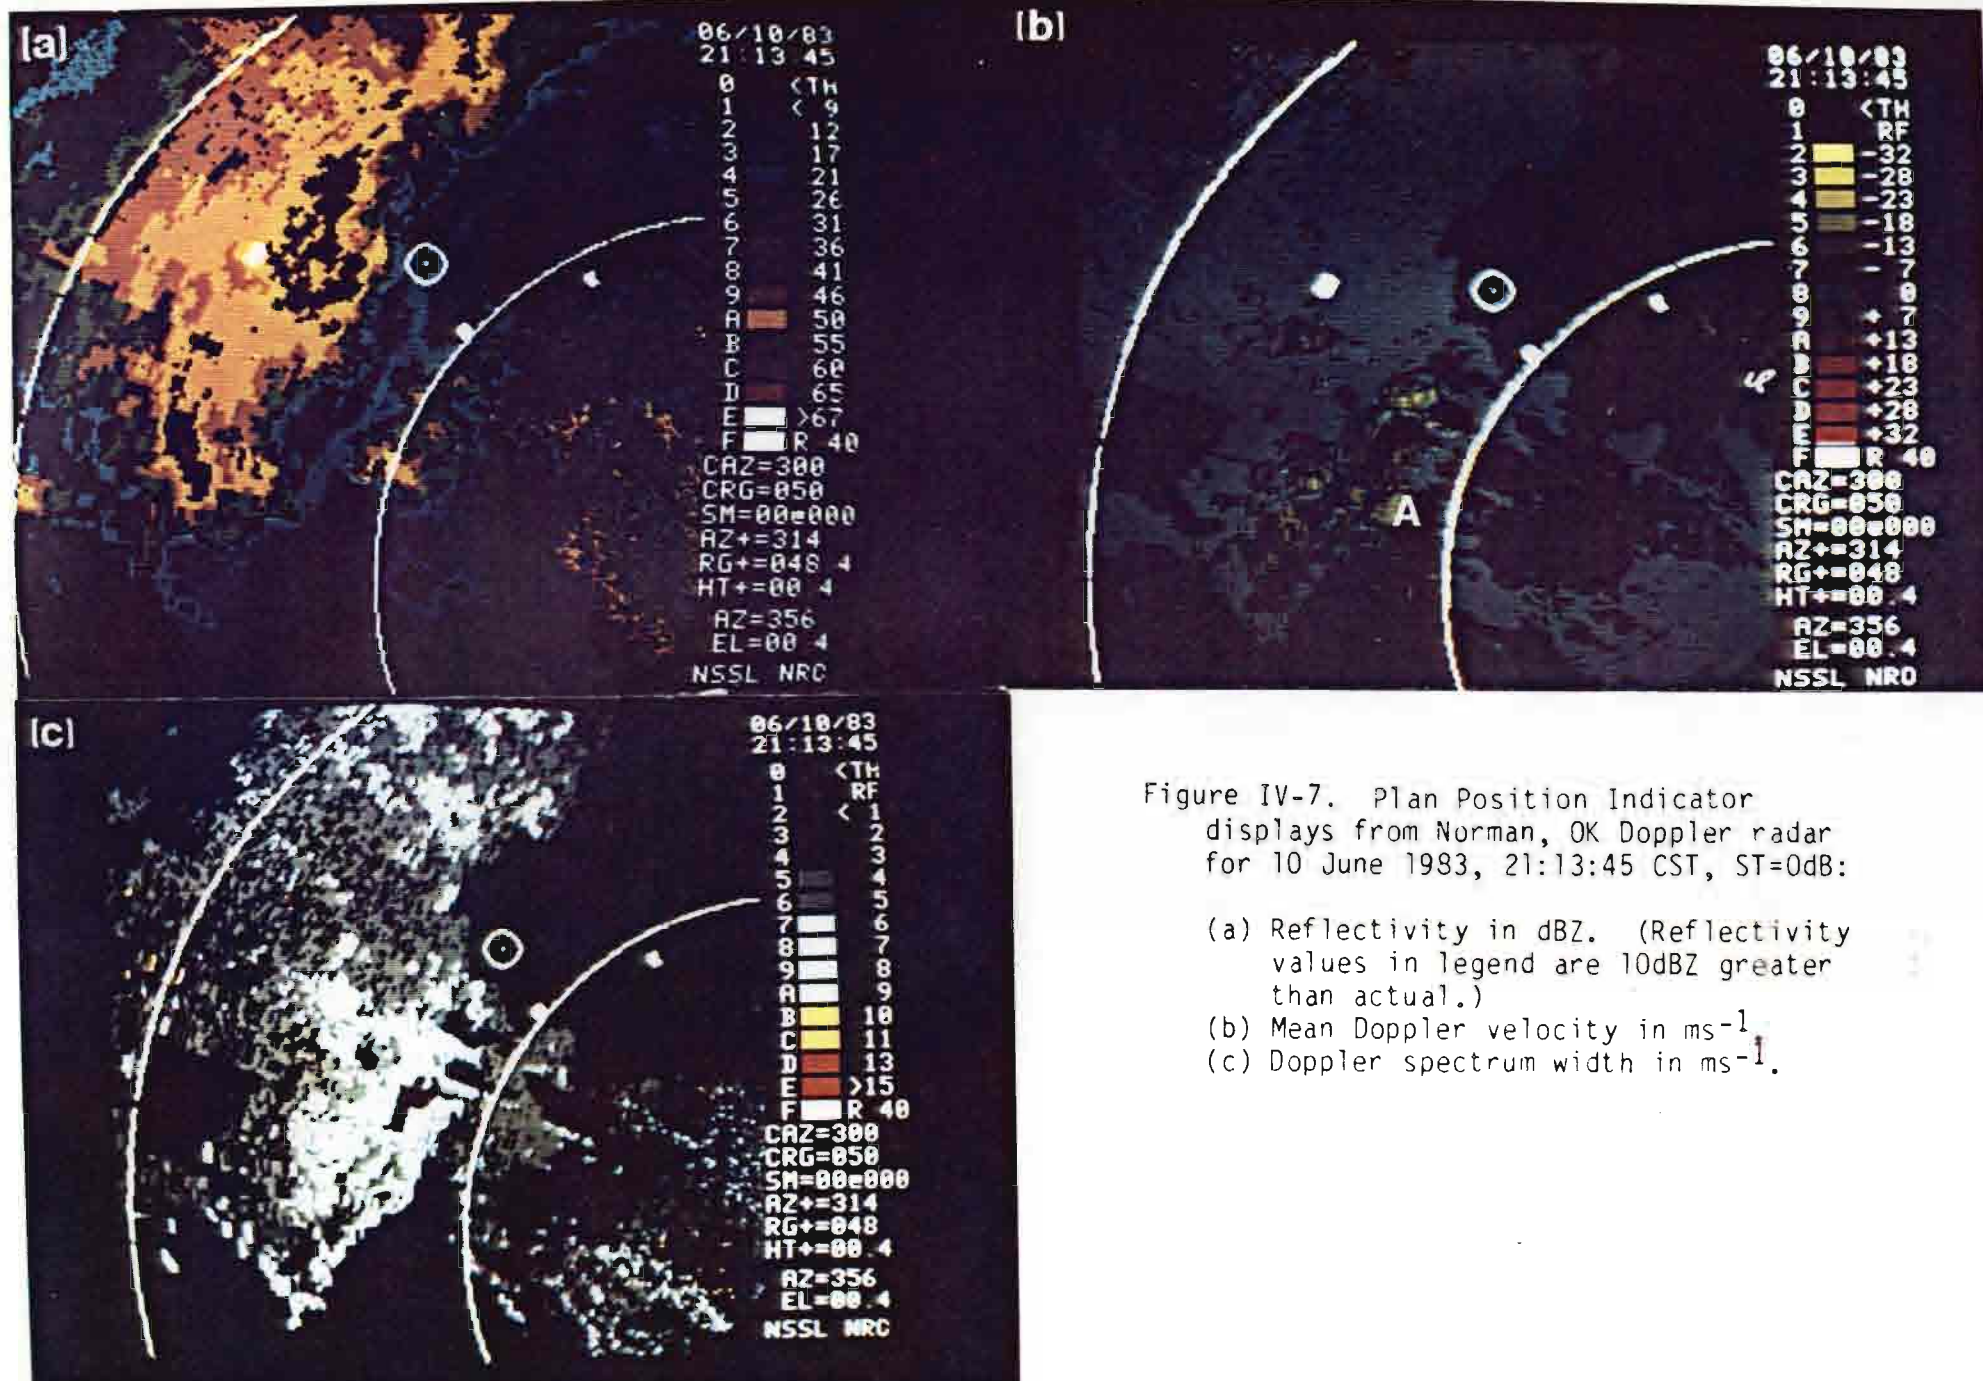 [a]
06/10/83
21:13 45
0 <TH
1 < 9
2 12
3 17
4 21
5 26
6 31
7 36
8 41
9 46
A 50
B 55
C 60
D 65
E >67
F R 40
CAZ=300
CRG=050
SM=00e000
AZ+=314
RG+=048 4
HT+=00 4
AZ=356
EL=00 4
NSSL NRC
[b]
06/10/83
21:13:45
0 <TH
1 RF
2 -32
3 -28
4 -23
5 -18
6 -13
7 - 7
8 0
9 + 7
A +13
B +18
C +23
D +28
E +32
F R 40
CAZ=300
CRG=050
SM=00e000
AZ+=314
RG+=048
HT+=00.4
AZ=356
EL=00.4
NSSL NRO
A
[c]
06/10/83
21:13:45
0 <TH
1 RF
2 < 1
3 2
4 3
5 4
6 5
7 6
8 7
9 8
A 9
B 10
C 11
D 13
E >15
F R 40
CAZ=300
CRG=050
SM=00e000
AZ+=314
RG+=048
HT+=00.4
AZ=356
EL=00.4
NSSL NRC
Figure IV-7. Plan Position Indicator
displays from Norman, OK Doppler radar
for 10 June 1983, 21:13:45 CST, ST=0dB:
(a) Reflectivity in dBZ. (Reflectivity
values in legend are 10dBZ greater
than actual.)
(b) Mean Doppler velocity in ms-1.
(c) Doppler spectrum width in ms-1.